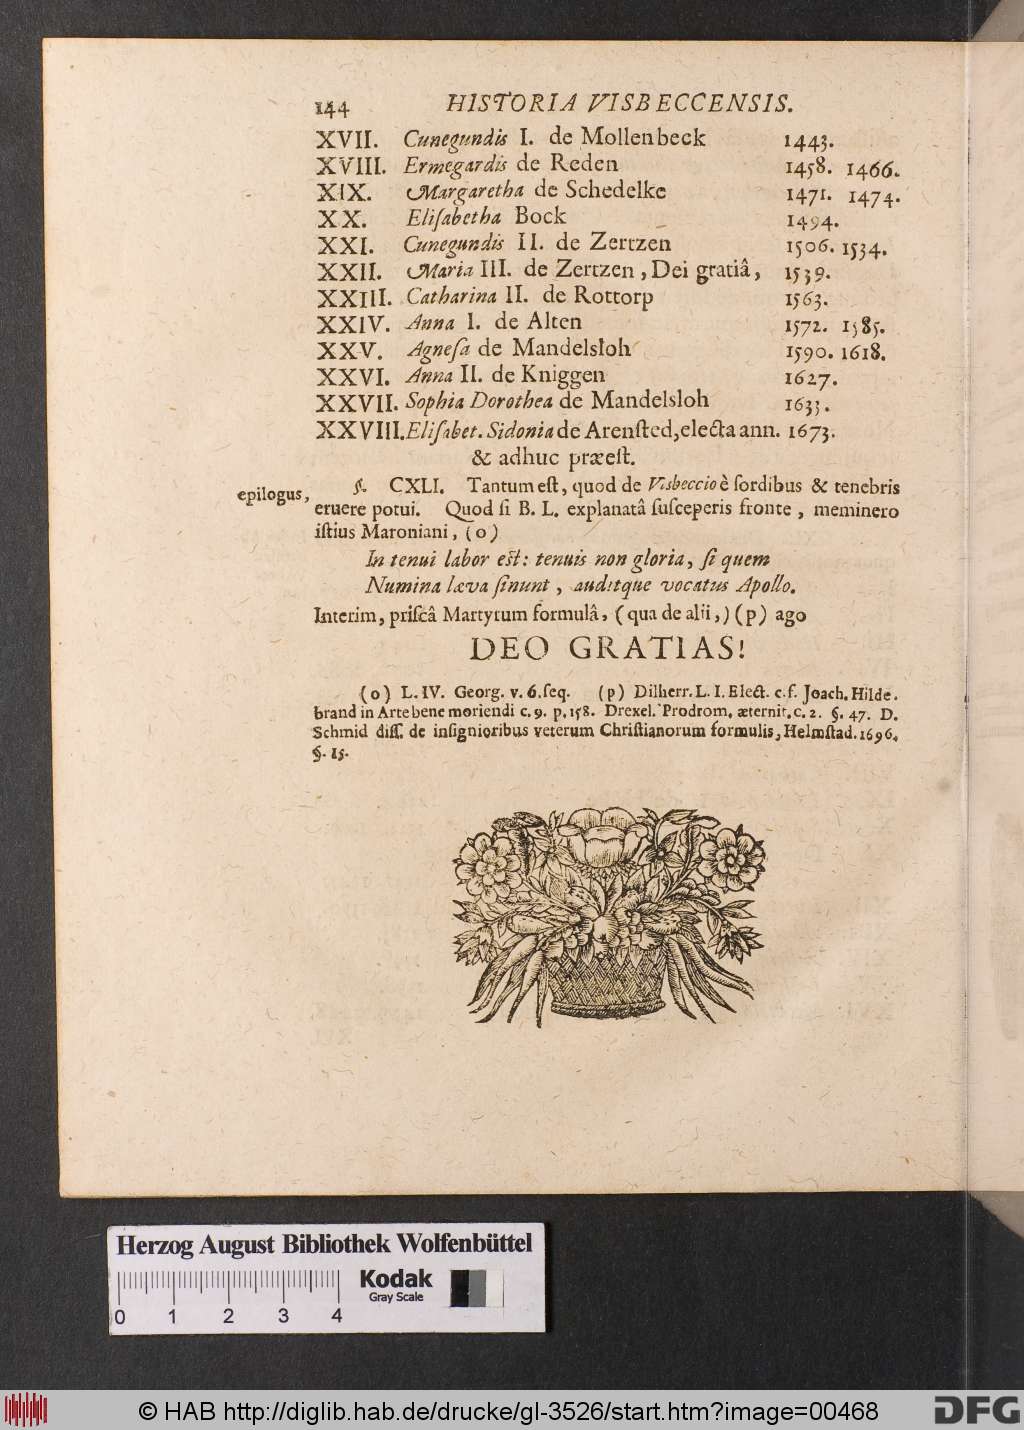 144 HISTORIA VISBECCENSIS.
XVII. Cunegundis I. de Mollenbeck 1443.
XVIII. Ermegardis de Reden 1458. 1466.
XIX. Margaretha de Schedelke 1471. 1474.
XX. Eliſabetha Bock 1494.
XXI. Cunegundis II. de Zertzen 1506. 1534.
XXII. Maria III. de Zertzen, Dei gratiâ, 1539.
XXIII. Catharina II. de Rottorp 1563.
XXIV. Anna I. de Alten 1572. 1585.
XXV. Agneſa de Mandelsloh 1590. 1618.
XXVI. Anna II. de Kniggen 1627.
XXVII. Sophia Dorothea de Mandelsloh 1633.
XXVIII. Eliſabet. Sidonia de Arenſted, electa ann. 1673.
& adhuc præeſt.
epilogus, §. CXLI. Tantum eſt, quod de Visbeccio è ſordibus & tenebris
eruere potui. Quod ſi B. L. explanatâ ſuſceperis fronte, meminero
iſtius Maroniani, (o)
In tenui labor eſt: tenuis non gloria, ſi quem
Numina læva ſinunt, auditque vocatus Apollo.
Interim, priſcâ Martyrum formulâ, (qua de alii,) (p) ago
DEO GRATIAS!
(o) L. IV. Georg. v. 6. ſeq. (p) Dilherr. L. I. Elect. c. f. Joach. Hilde.
brand in Arte bene moriendi c. 9. p. 158. Drexel. Prodrom. æternit. c. 2. §. 47. D.
Schmid diſſ. de inſignioribus veterum Chriſtianorum formulis, Helmſtad. 1696.
§. 15.
Herzog August Bibliothek Wolfenbüttel
Kodak
Gray Scale
0 1 2 3 4
© HAB http://diglib.hab.de/drucke/gl-3526/start.htm?image=00468
DFG